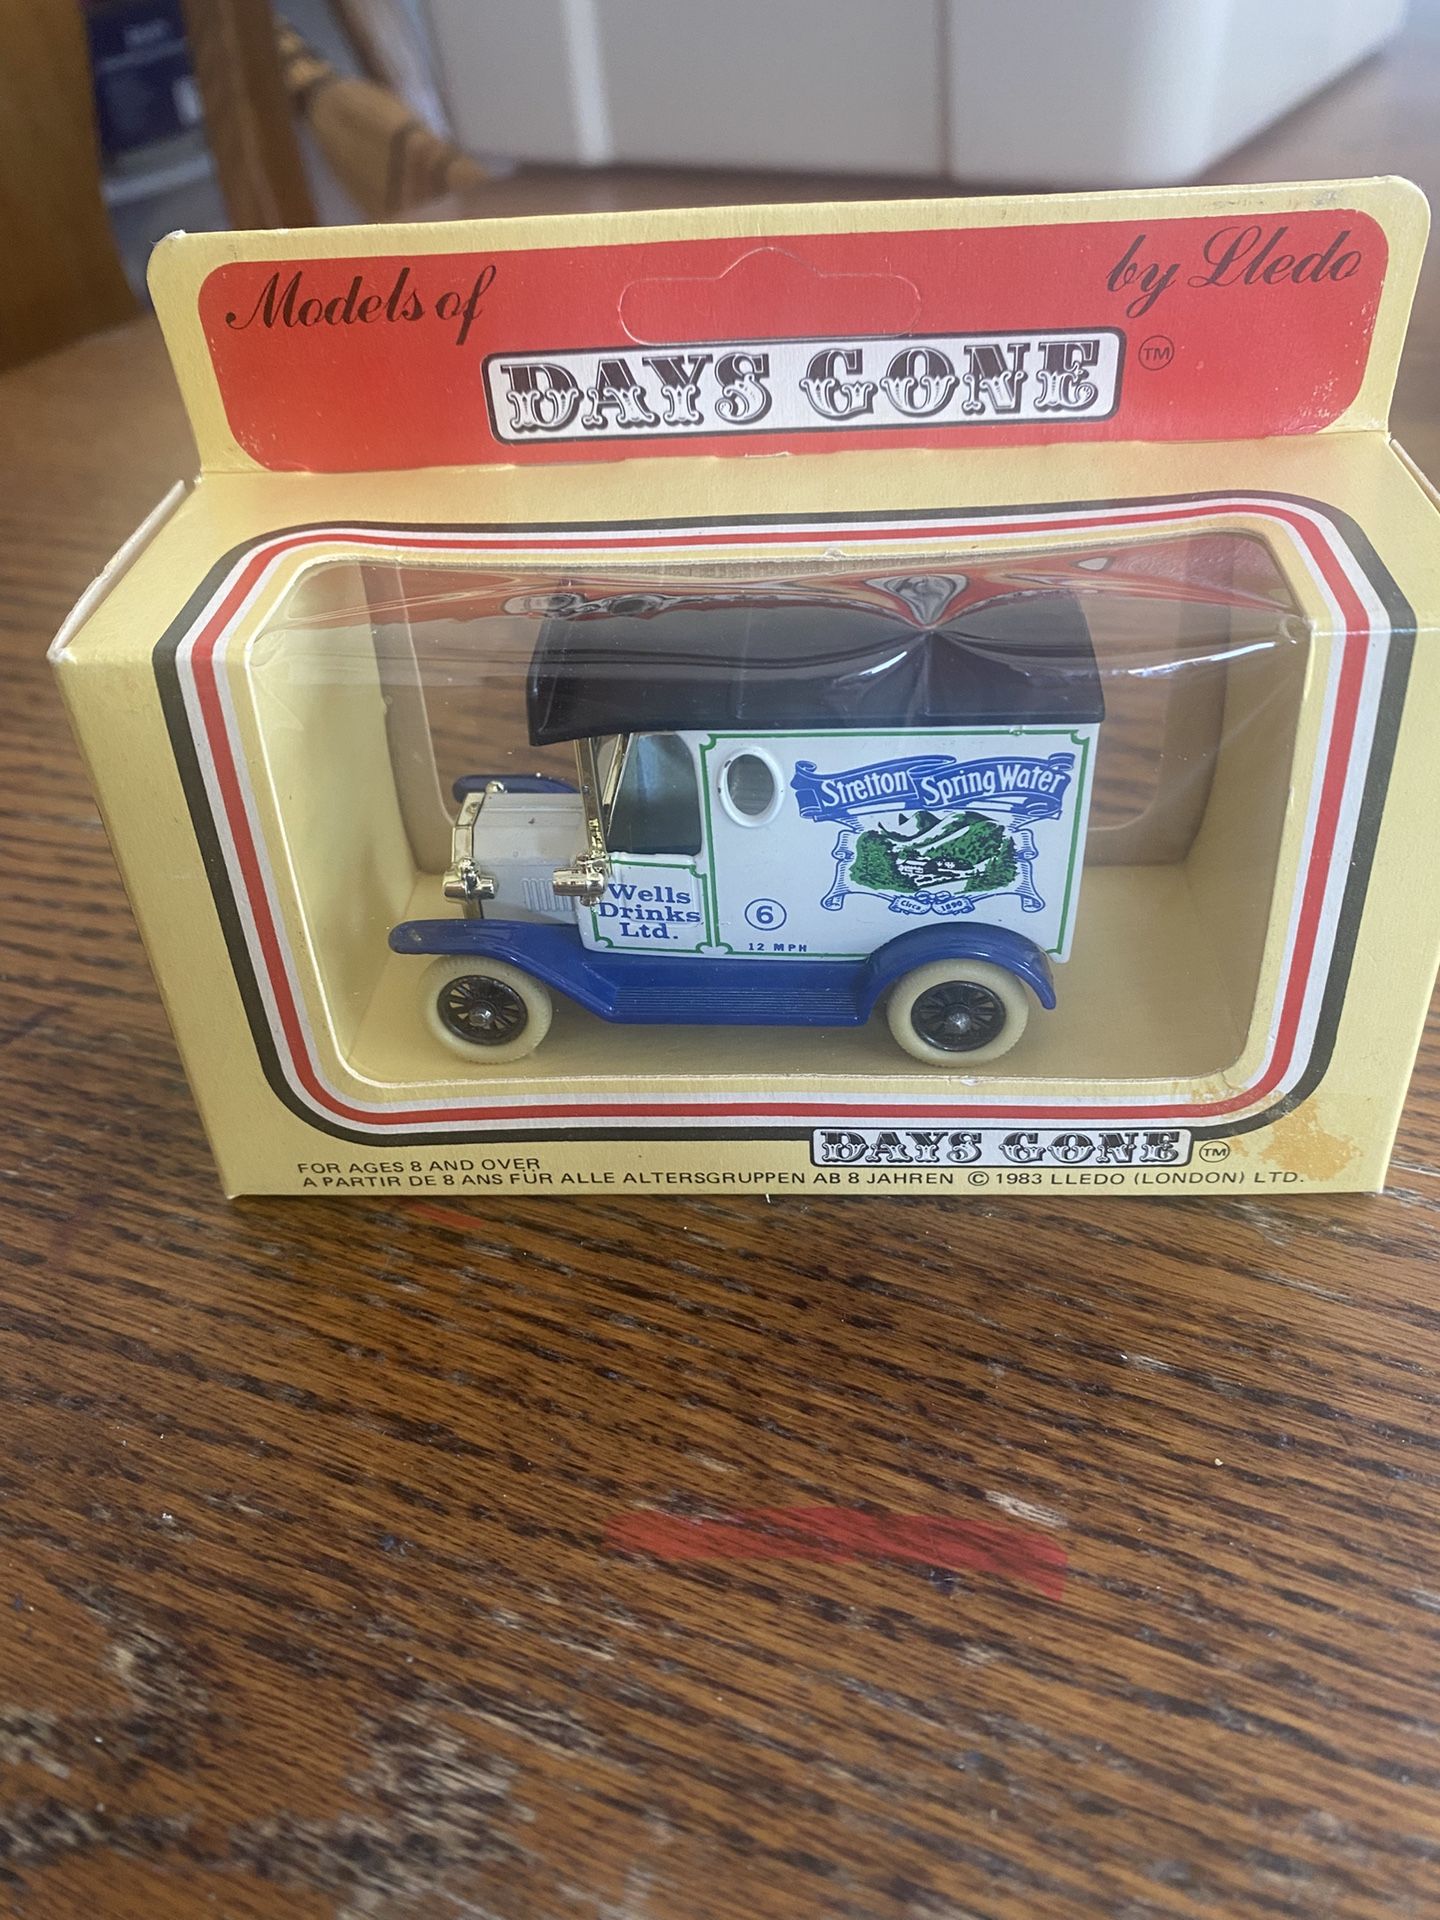 Models of
by Lledo
DAYS GONE
TM
Stretton Spring Water
Circa 1890
Wells
Drinks
Ltd.
6
12 MPH
DAYS GONE TM
FOR AGES 8 AND OVER
A PARTIR DE 8 ANS FÜR ALLE ALTERSGRUPPEN AB 8 JAHREN © 1983 LLEDO (LONDON) LTD.